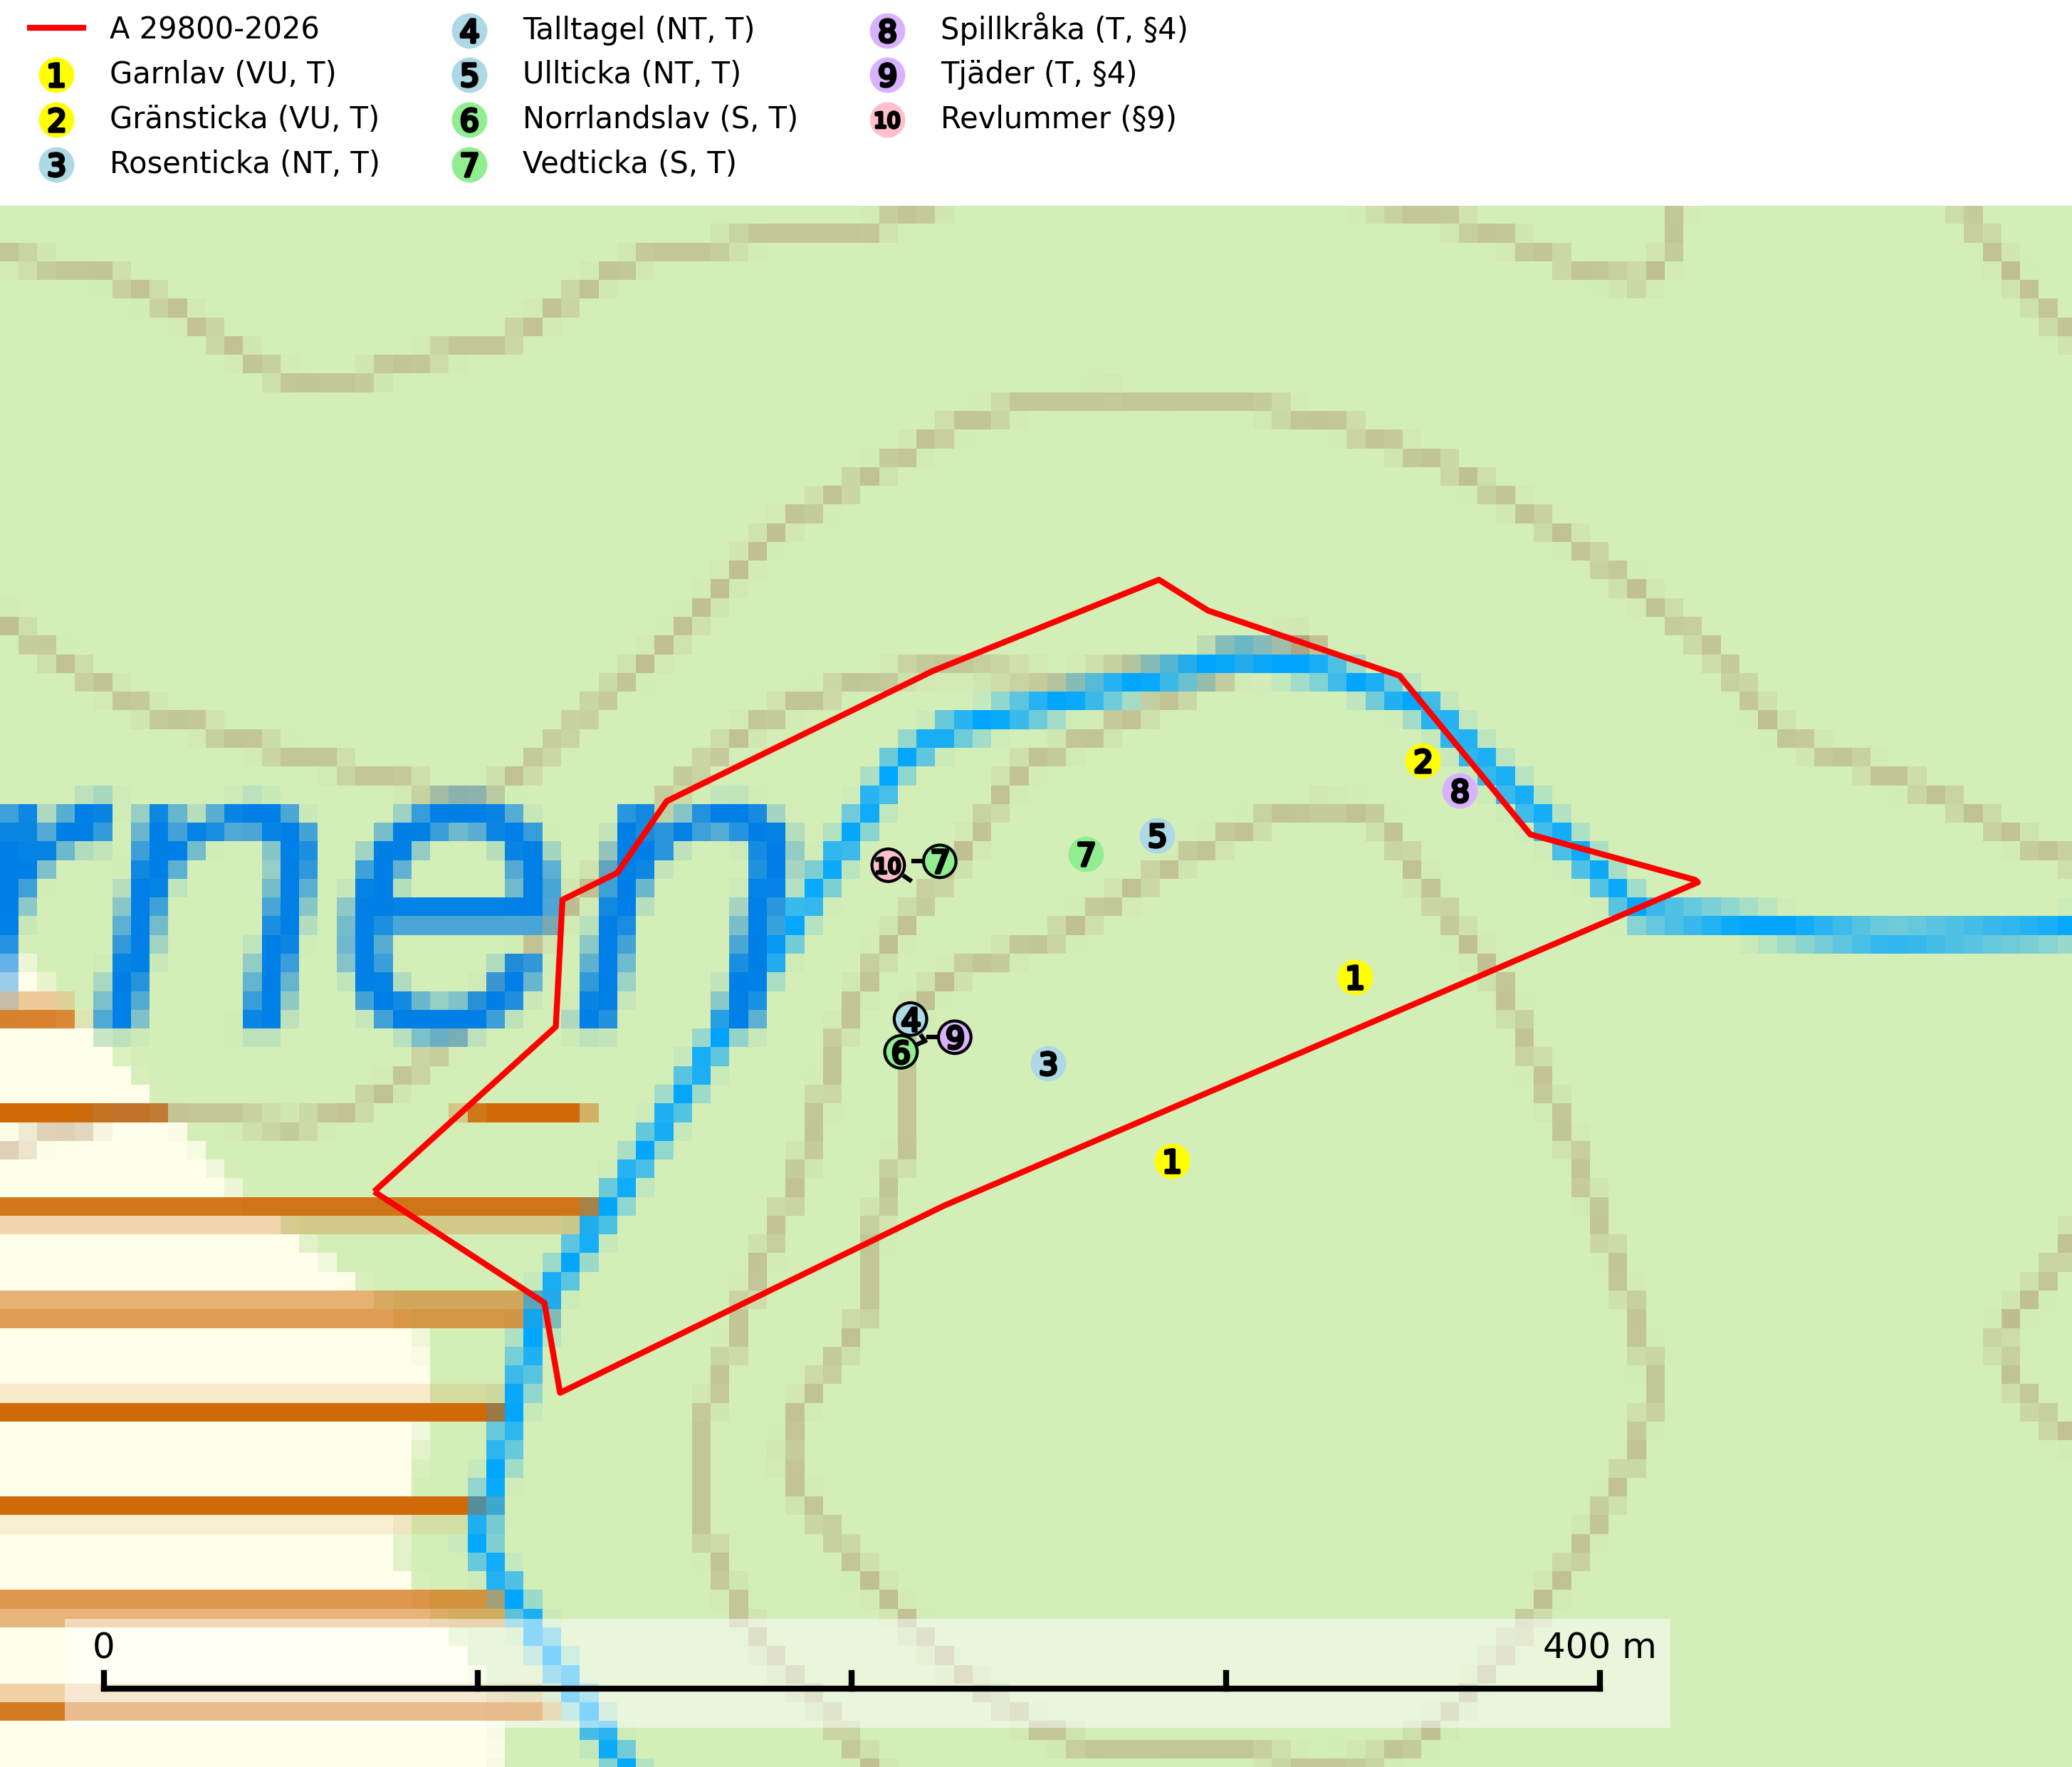 A 29800-2026
1 Garnlav (VU, T)
2 Gränsticka (VU, T)
3 Rosenticka (NT, T)
4 Talltagel (NT, T)
5 Ullticka (NT, T)
6 Norrlandslav (S, T)
7 Vedticka (S, T)
8 Spillkråka (T, §4)
9 Tjäder (T, §4)
10 Revlummer (§9)
2
8
5
7
10
7
nen
1
4
9
6
3
1
0
400 m